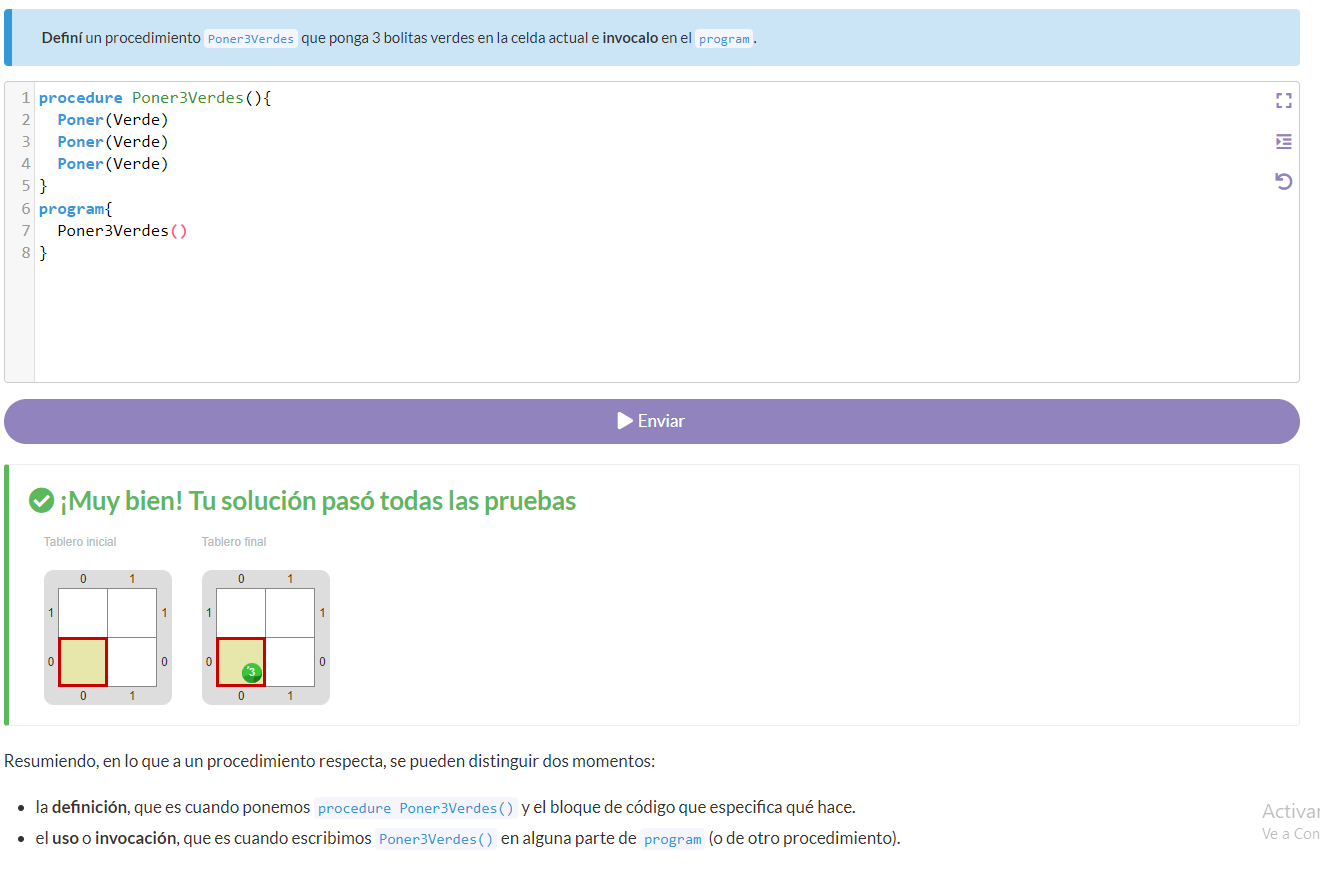 Definí un procedimiento Poner3Verdes que ponga 3 bolitas verdes en la celda actual e invocalo en el program.
1 procedure Poner3Verdes(){
2 Poner(Verde)
3 Poner(Verde)
4 Poner(Verde)
5 }
6 program{
7 Poner3Verdes()
8 }
Enviar
¡Muy bien! Tu solución pasó todas las pruebas
Tablero inicial Tablero final
0 1 0 1
1 1 1 1
0 0 0 3 0
0 1 0 1
Resumiendo, en lo que a un procedimiento respecta, se pueden distinguir dos momentos:
• la definición, que es cuando ponemos procedure Poner3Verdes() y el bloque de código que especifica qué hace.
• el uso o invocación, que es cuando escribimos Poner3Verdes() en alguna parte de program (o de otro procedimiento).
Activar
Ve a Con